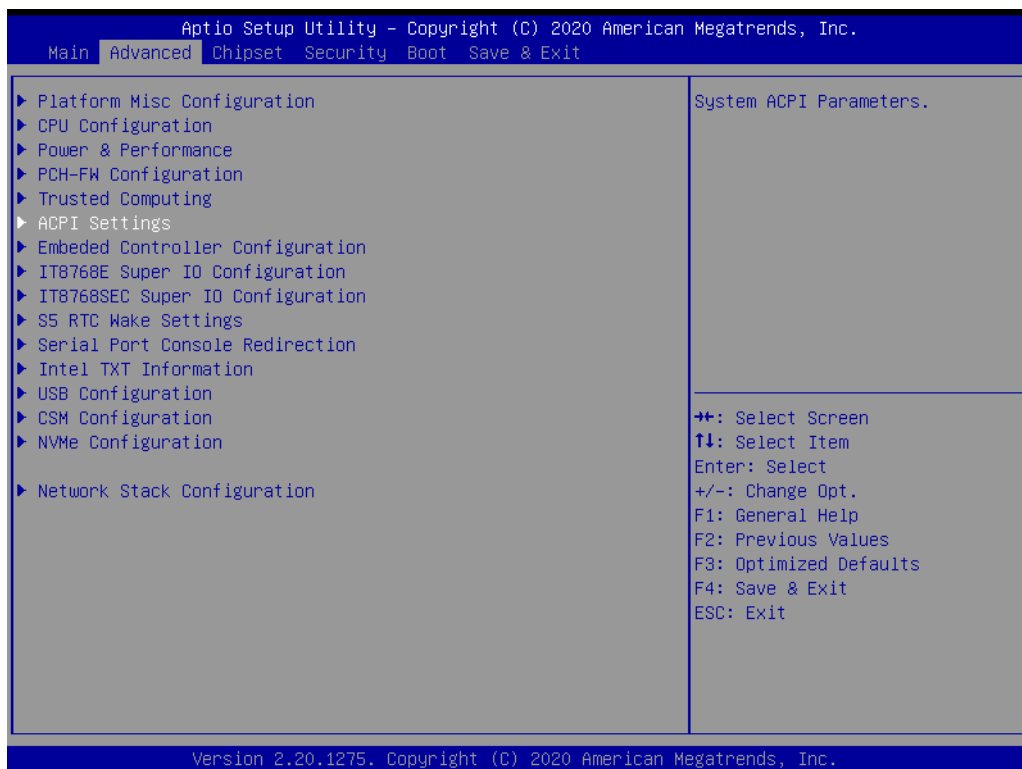 Aptio Setup Utility – Copyright (C) 2020 American Megatrends, Inc.
Main Advanced Chipset Security Boot Save & Exit
▶ Platform Misc Configuration
▶ CPU Configuration
▶ Power & Performance
▶ PCH-FW Configuration
▶ Trusted Computing
▶ ACPI Settings
▶ Embeded Controller Configuration
▶ IT8768E Super IO Configuration
▶ IT8768SEC Super IO Configuration
▶ S5 RTC Wake Settings
▶ Serial Port Console Redirection
▶ Intel TXT Information
▶ USB Configuration
▶ CSM Configuration
▶ NVMe Configuration
▶ Network Stack Configuration
System ACPI Parameters.
→←: Select Screen
↑↓: Select Item
Enter: Select
+/-: Change Opt.
F1: General Help
F2: Previous Values
F3: Optimized Defaults
F4: Save & Exit
ESC: Exit
Version 2.20.1275. Copyright (C) 2020 American Megatrends, Inc.